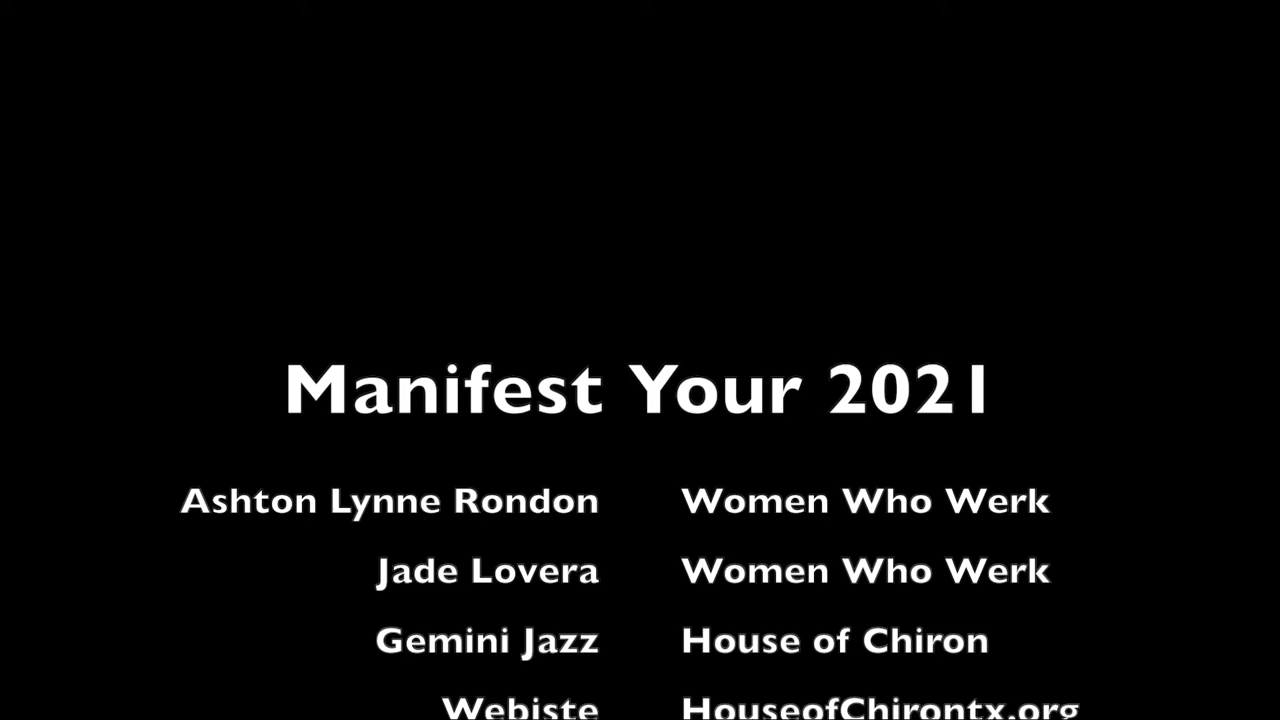 Manifest Your 2021
Ashton Lynne Rondon Women Who Werk
Jade Lovera Women Who Werk
Gemini Jazz House of Chiron
Webiste HouseofChirontx.org